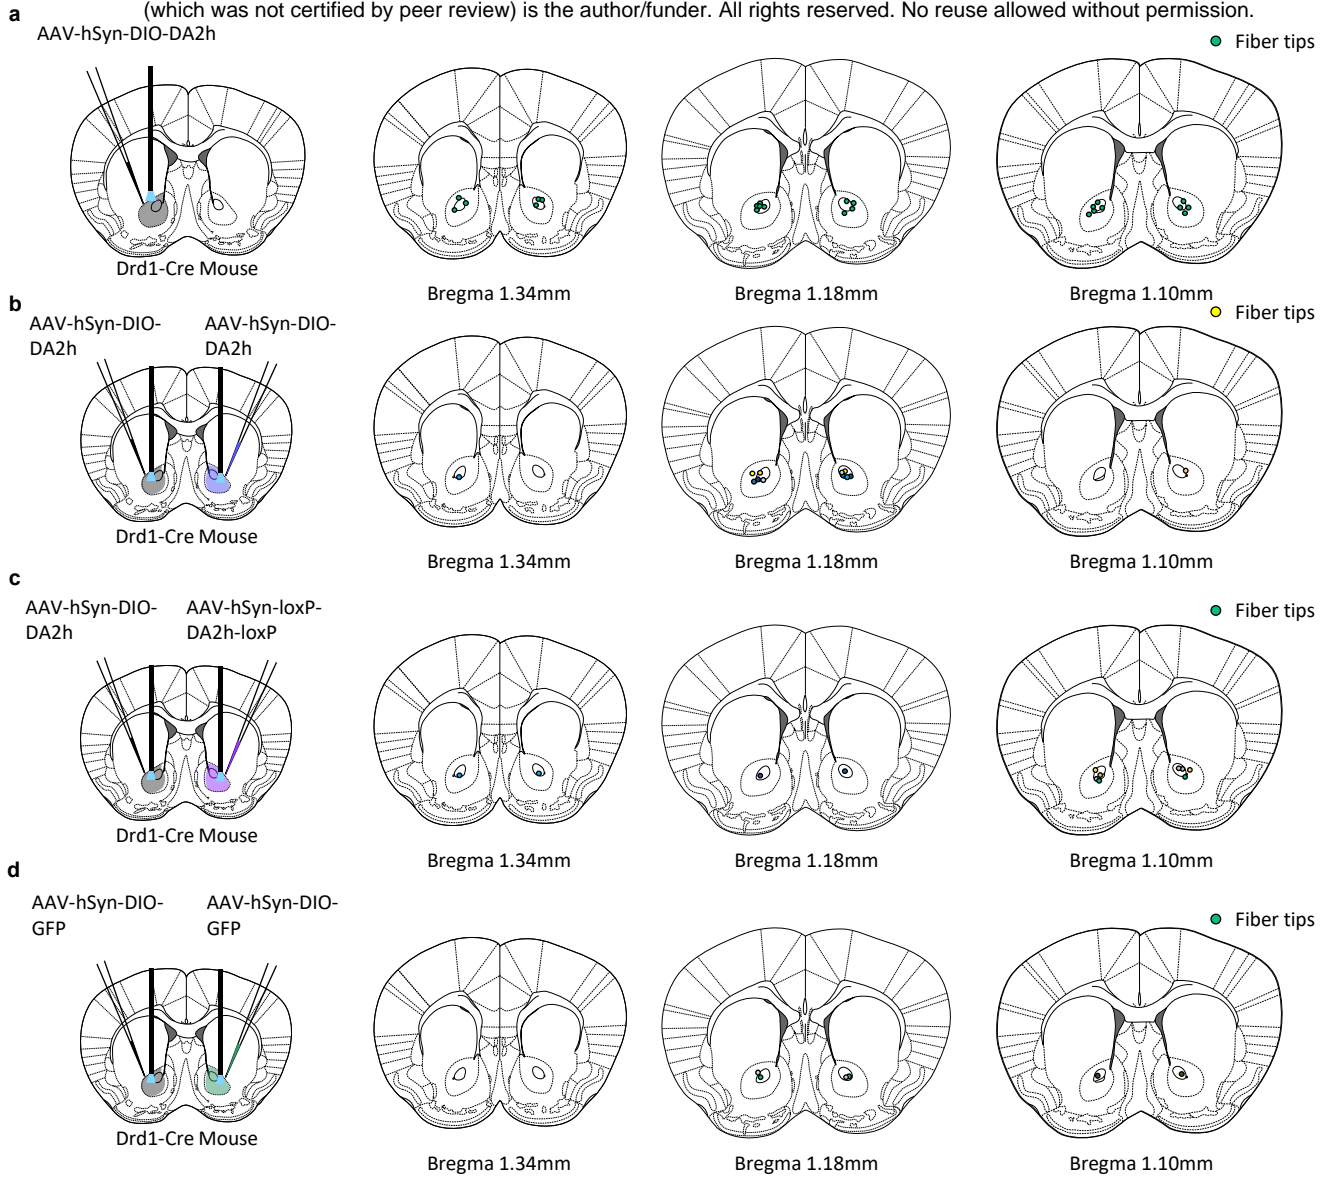 (which was not certified by peer review) is the author/funder. All rights reserved. No reuse allowed without permission.
a
AAV-hSyn-DIO-DA2h
Fiber tips
Drd1-Cre Mouse
Bregma 1.34mm
Bregma 1.18mm
Bregma 1.10mm
b
AAV-hSyn-DIO-
DA2h
AAV-hSyn-DIO-
DA2h
Fiber tips
Drd1-Cre Mouse
Bregma 1.34mm
Bregma 1.18mm
Bregma 1.10mm
c
AAV-hSyn-DIO-
DA2h
AAV-hSyn-loxP-
DA2h-loxP
Fiber tips
Drd1-Cre Mouse
Bregma 1.34mm
Bregma 1.18mm
Bregma 1.10mm
d
AAV-hSyn-DIO-
GFP
AAV-hSyn-DIO-
GFP
Fiber tips
Drd1-Cre Mouse
Bregma 1.34mm
Bregma 1.18mm
Bregma 1.10mm